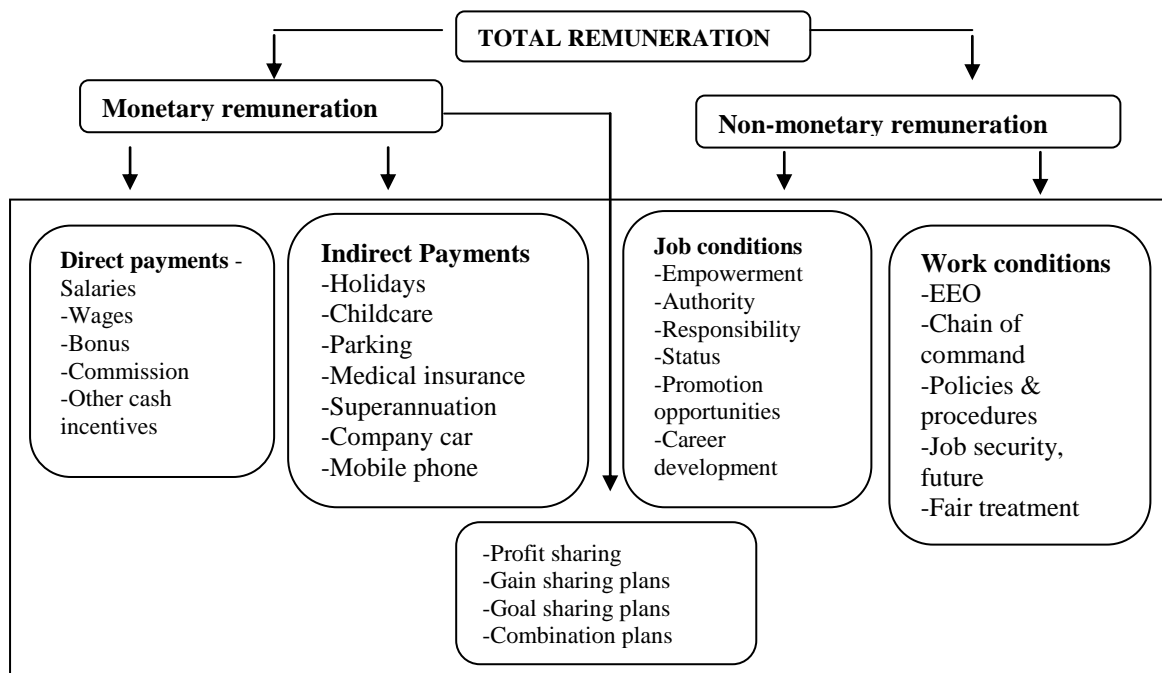 TOTAL REMUNERATION
Monetary remuneration
Non-monetary remuneration
Direct payments -
Salaries
-Wages
-Bonus
-Commission
-Other cash
incentives
Indirect Payments
-Holidays
-Childcare
-Parking
-Medical insurance
-Superannuation
-Company car
-Mobile phone
Job conditions
-Empowerment
-Authority
-Responsibility
-Status
-Promotion
opportunities
-Career
development
Work conditions
-EEO
-Chain of
command
-Policies &
procedures
-Job security,
future
-Fair treatment
-Profit sharing
-Gain sharing plans
-Goal sharing plans
-Combination plans